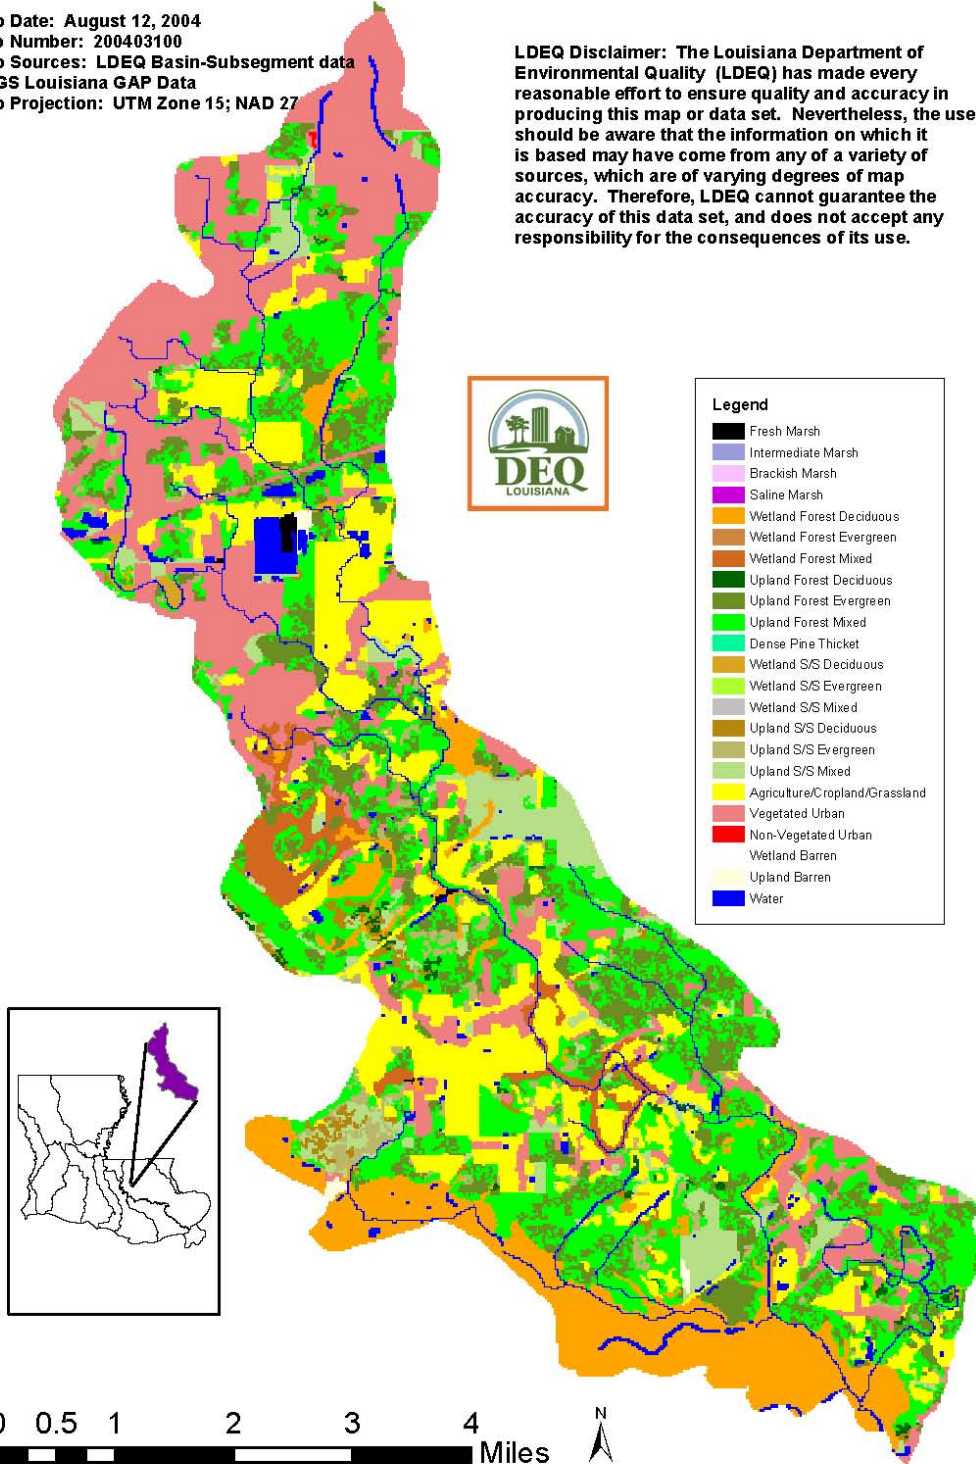 p Date: August 12, 2004
p Number: 200403100
p Sources: LDEQ Basin-Subsegment data
GS Louisiana GAP Data
p Projection: UTM Zone 15; NAD 27
LDEQ Disclaimer: The Louisiana Department of
Environmental Quality (LDEQ) has made every
reasonable effort to ensure quality and accuracy in
producing this map or data set. Nevertheless, the use
should be aware that the information on which it
is based may have come from any of a variety of
sources, which are of varying degrees of map
accuracy. Therefore, LDEQ cannot guarantee the
accuracy of this data set, and does not accept any
responsibility for the consequences of its use.
DEQ
LOUISIANA
Legend
Fresh Marsh
Intermediate Marsh
Brackish Marsh
Saline Marsh
Wetland Forest Deciduous
Wetland Forest Evergreen
Wetland Forest Mixed
Upland Forest Deciduous
Upland Forest Evergreen
Upland Forest Mixed
Dense Pine Thicket
Wetland S/S Deciduous
Wetland S/S Evergreen
Wetland S/S Mixed
Upland S/S Deciduous
Upland S/S Evergreen
Upland S/S Mixed
Agriculture/Cropland/Grassland
Vegetated Urban
Non-Vegetated Urban
Wetland Barren
Upland Barren
Water
0 0.5 1 2 3 4
Miles
N